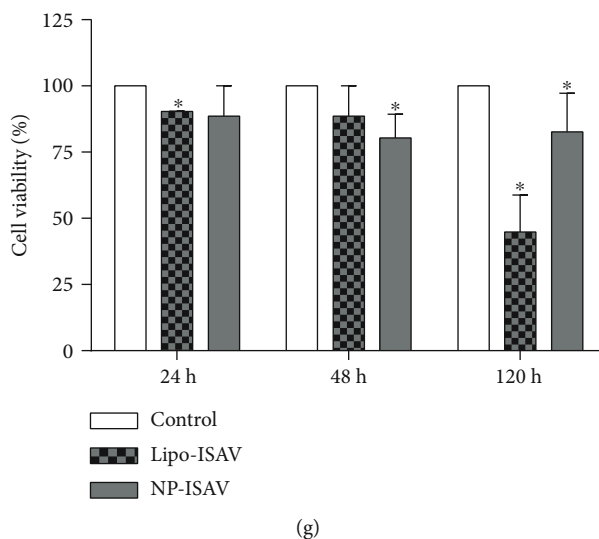 125
100
75
50
25
0
Cell viability (%)
*
*
*
*
24 h
48 h
120 h
Control
Lipo-ISAV
NP-ISAV
(g)